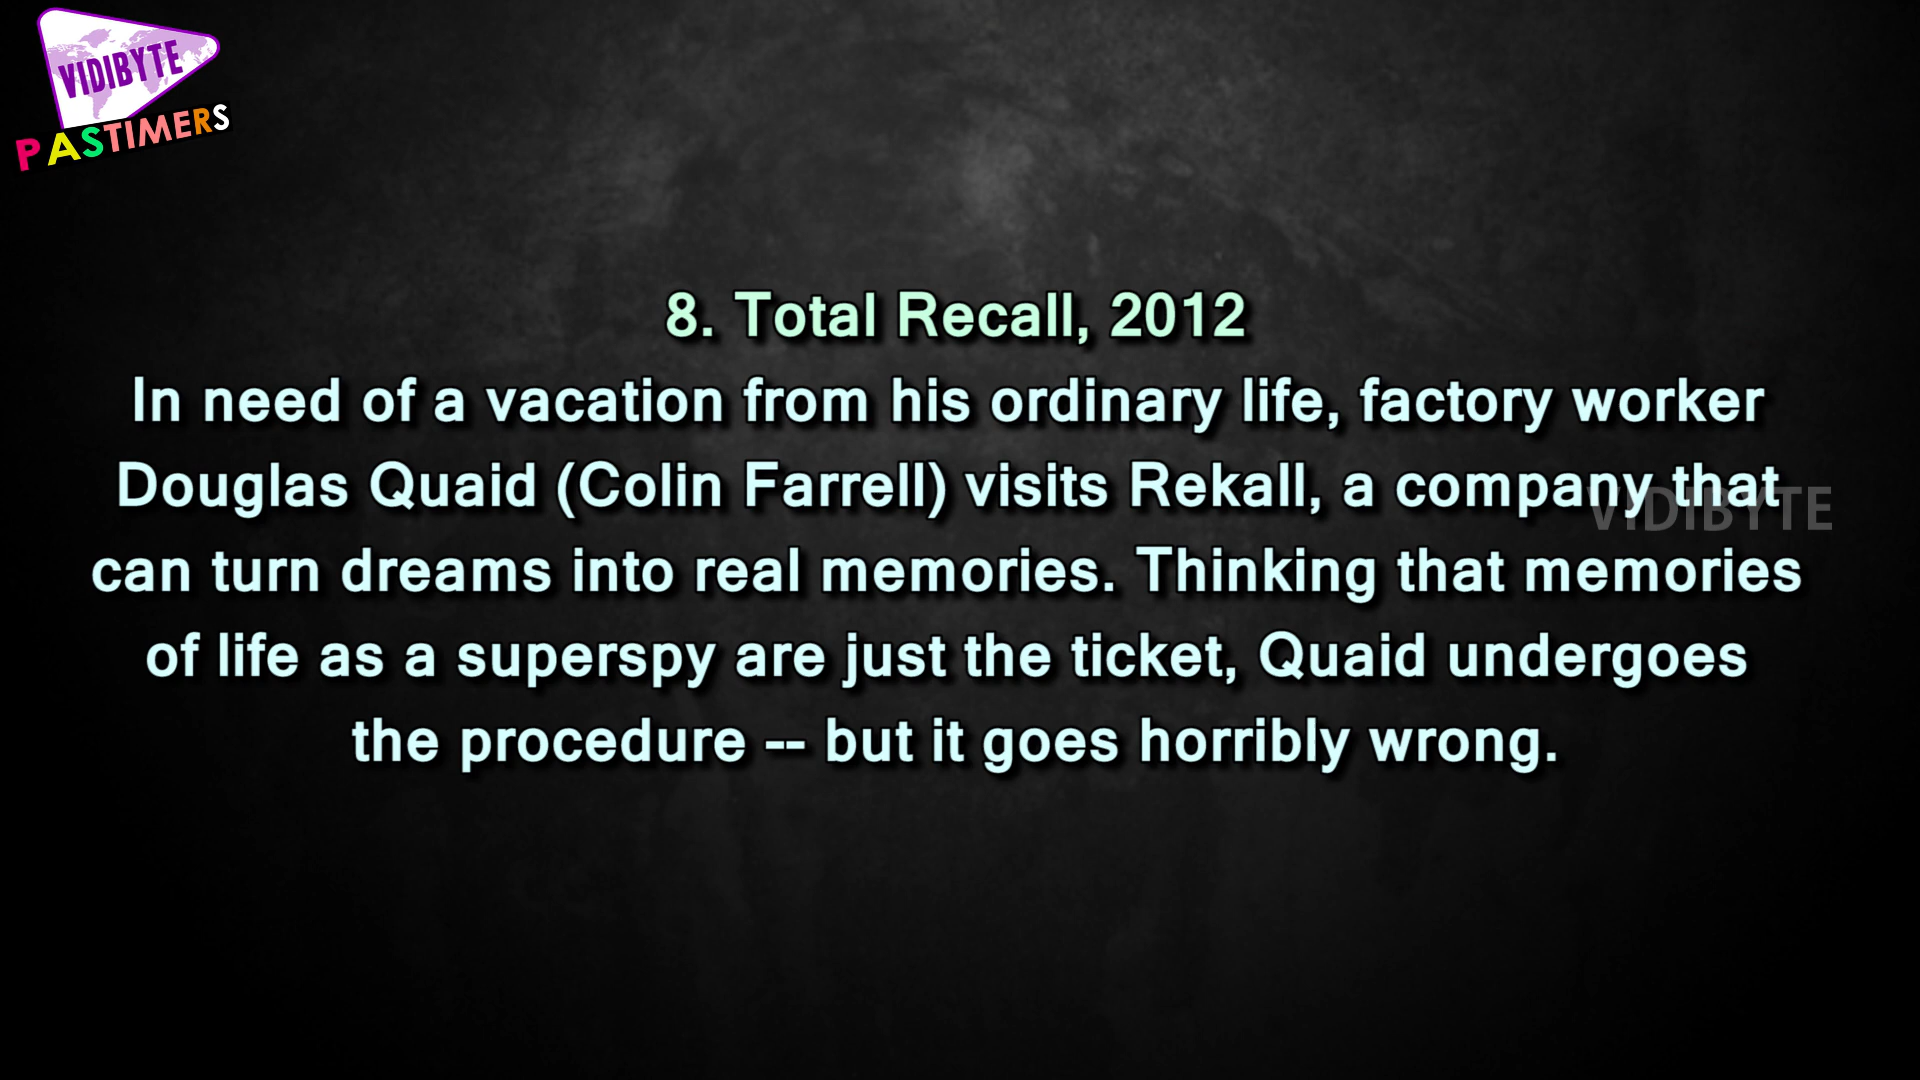 VIDIBYTE
PASTIMERS
8. Total Recall, 2012
In need of a vacation from his ordinary life, factory worker
Douglas Quaid (Colin Farrell) visits Rekall, a company that
VIDIBYTE
can turn dreams into real memories. Thinking that memories
of life as a superspy are just the ticket, Quaid undergoes
the procedure -- but it goes horribly wrong.